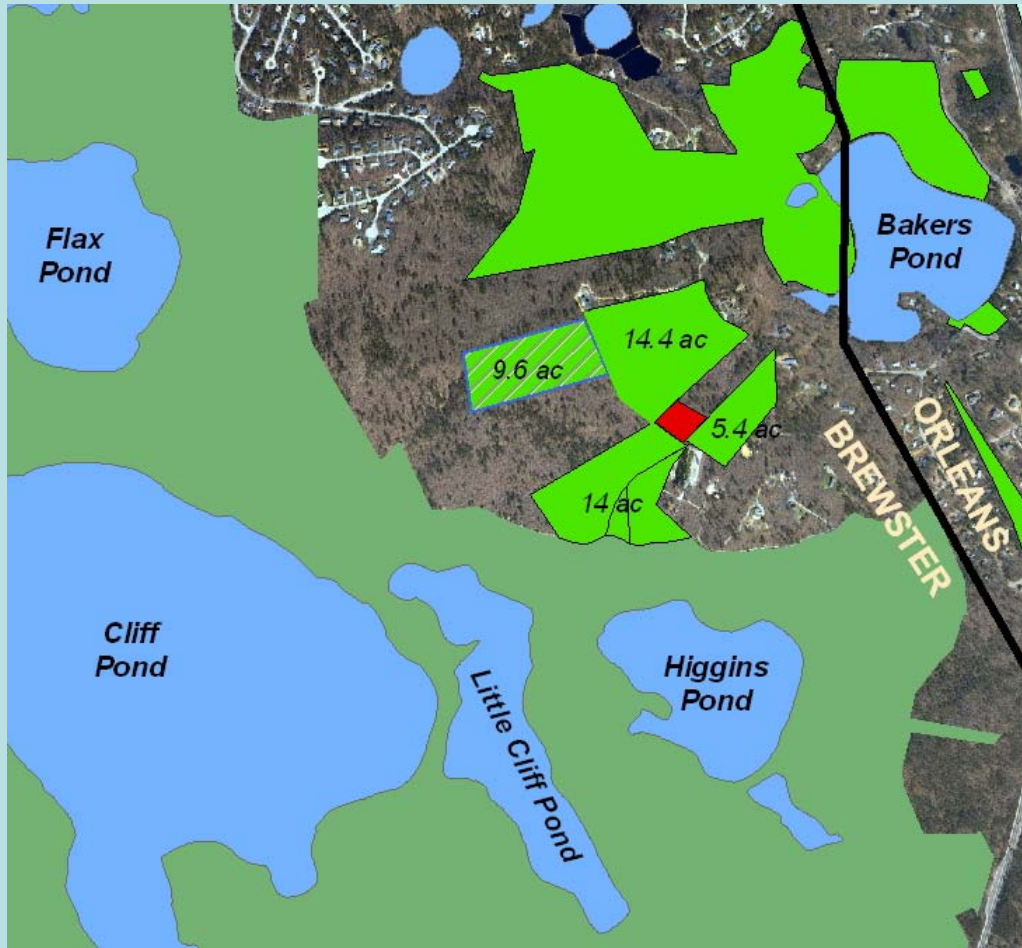 Flax
Pond
Bakers
Pond
14.4 ac
9.6 ac
5.4 ac
14 ac
ORLEANS
BREWSTER
Cliff
Pond
Little Cliff Pond
Higgins
Pond